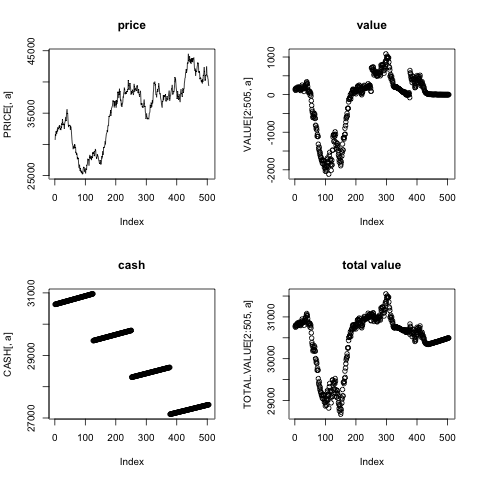 price
PRICE[, a]
45000
35000
25000
0 100 200 300 400 500
Index
value
VALUE[2:505, a]
1000
0
-1000
-2000
0 100 200 300 400 500
Index
cash
CASH[, a]
31000
29000
27000
0 100 200 300 400 500
Index
total value
TOTAL.VALUE[2:505, a]
31000
30000
29000
0 100 200 300 400 500
Index